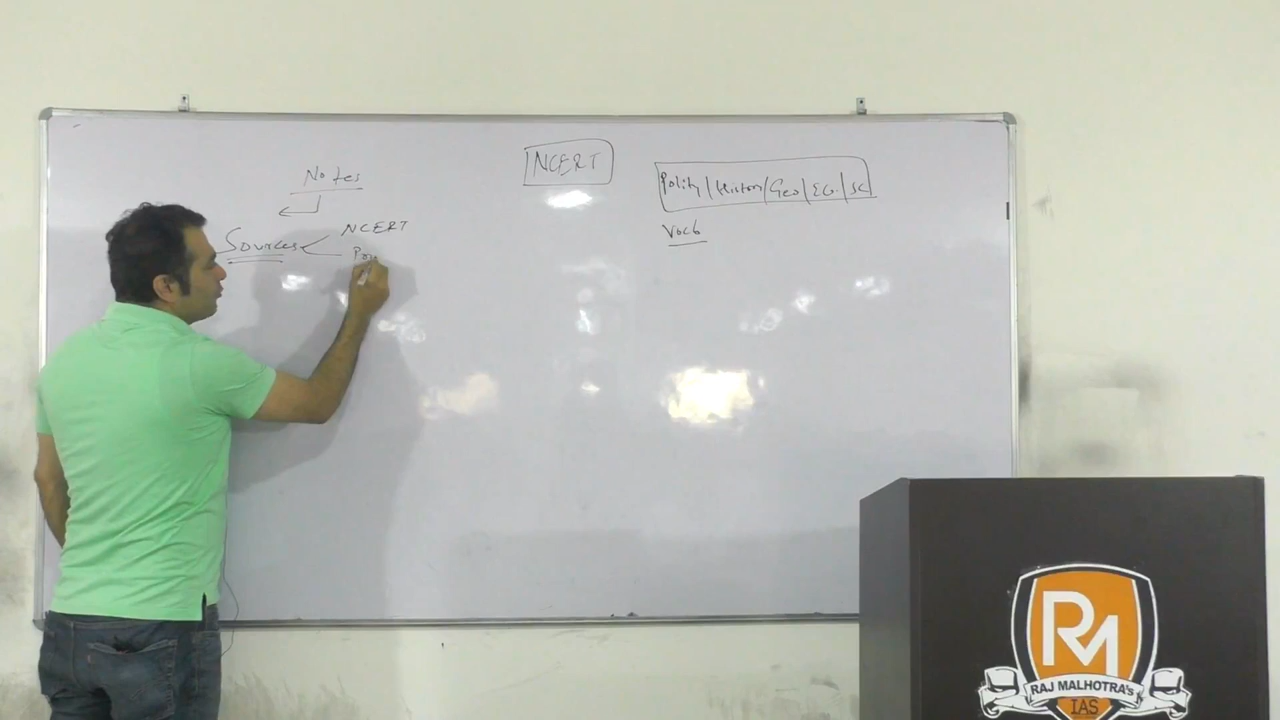 NCERT
Notes
Polity/History/Geo/EG./SC
NCERT
Vocb
Sources
RM
RAJ MALHOTRA's
IAS